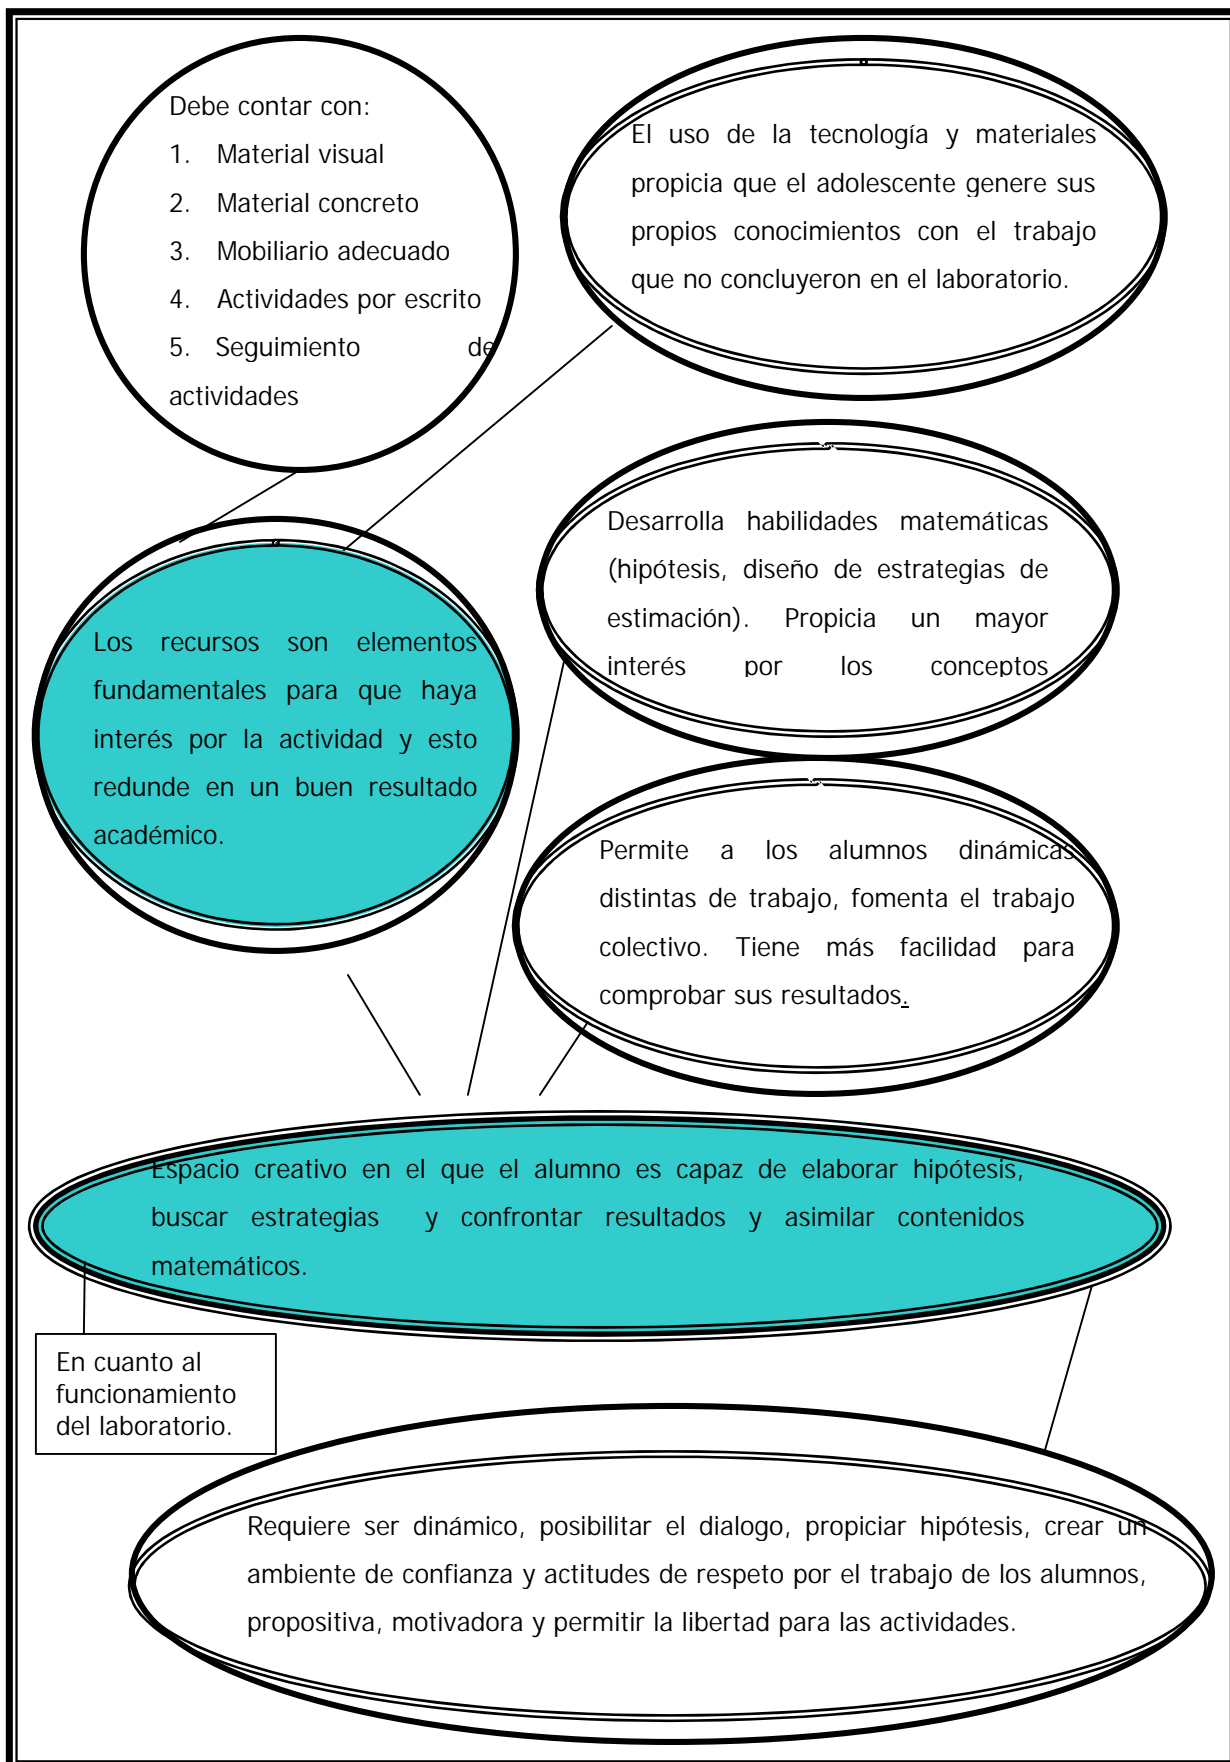 Debe contar con:
1. Material visual
2. Material concreto
3. Mobiliario adecuado
4. Actividades por escrito
5. Seguimiento de
actividades
El uso de la tecnología y materiales
propicia que el adolescente genere sus
propios conocimientos con el trabajo
que no concluyeron en el laboratorio.
Desarrolla habilidades matemáticas
(hipótesis, diseño de estrategias de
estimación). Propicia un mayor
interés por los conceptos
Los recursos son elementos
fundamentales para que haya
interés por la actividad y esto
redunde en un buen resultado
académico.
Permite a los alumnos dinámicas
distintas de trabajo, fomenta el trabajo
colectivo. Tiene más facilidad para
comprobar sus resultados.
Espacio creativo en el que el alumno es capaz de elaborar hipótesis,
buscar estrategias y confrontar resultados y asimilar contenidos
matemáticos.
En cuanto al
funcionamiento
del laboratorio.
Requiere ser dinámico, posibilitar el dialogo, propiciar hipótesis, crear un
ambiente de confianza y actitudes de respeto por el trabajo de los alumnos,
propositiva, motivadora y permitir la libertad para las actividades.